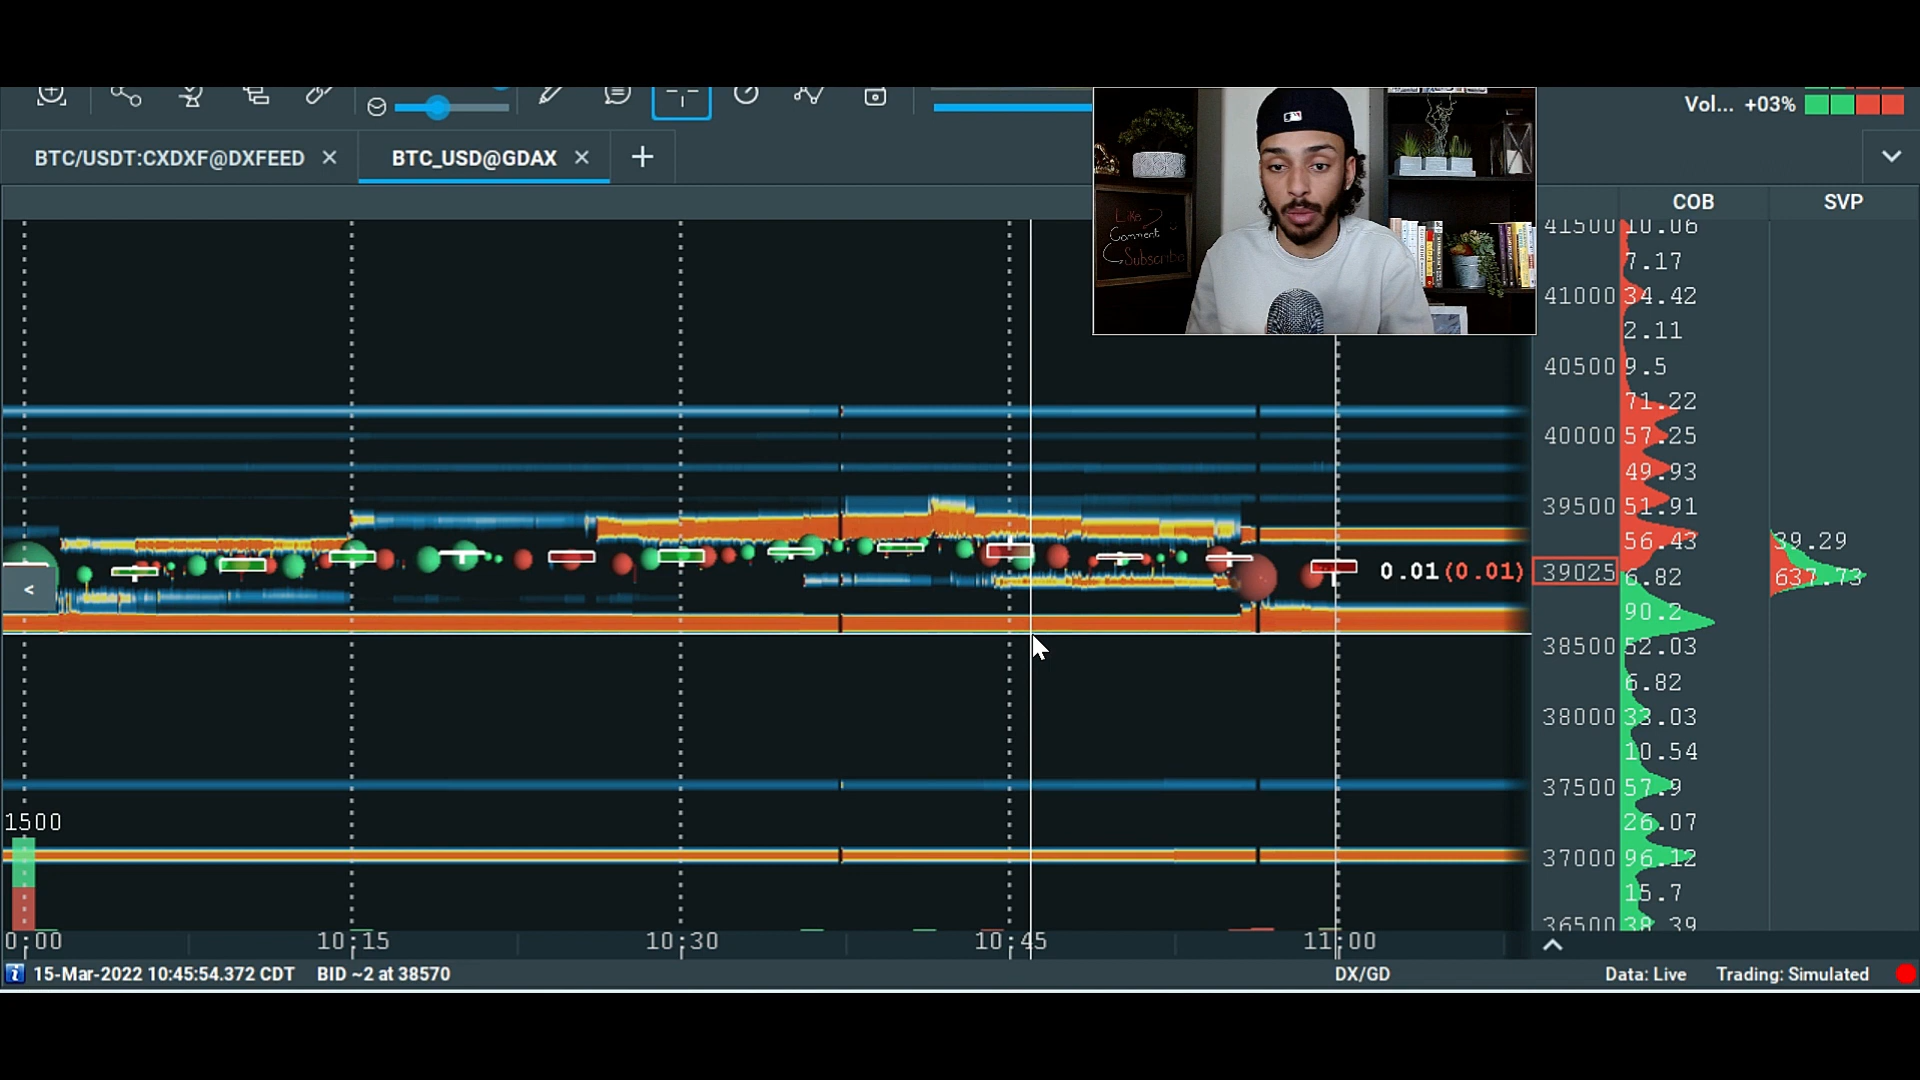 Vol... +03%
BTC/USDT:CXDXF@DXFEED
BTC_USD@GDAX
Like
Comment
Subscribe
COB
SVP
41500 10.06
7.17
41000 34.42
2.11
40500 9.5
71.22
40000 57.25
49.93
39500 51.91
56.43
39.29
0.01(0.01)
39025 6.82
637.73
90.2
38500 52.03
6.82
38000 33.03
10.54
37500 57.9
1500
26.07
37000 96.12
15.7
36500 38.39
0:00
10:15
10:30
10:45
11:00
15-Mar-2022 10:45:54.372 CDT
BID ~2 at 38570
DX/GD
Data: Live
Trading: Simulated